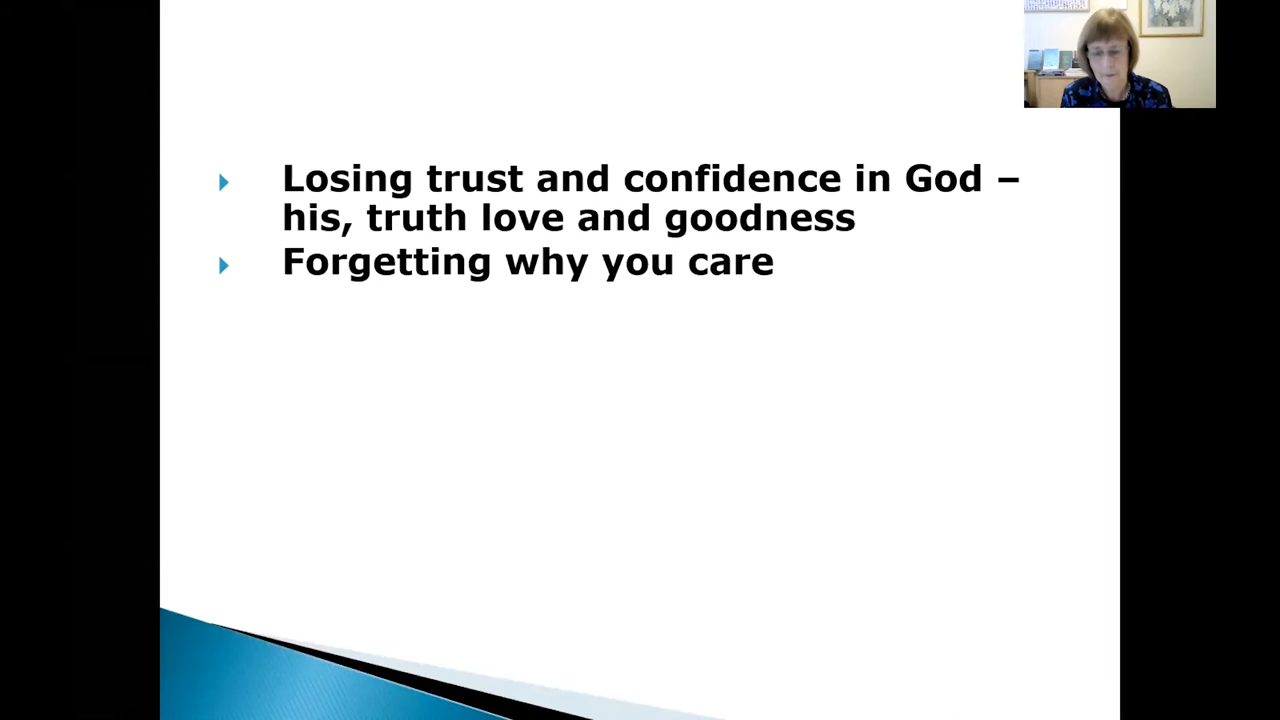 Losing trust and confidence in God –
his, truth love and goodness
Forgetting why you care